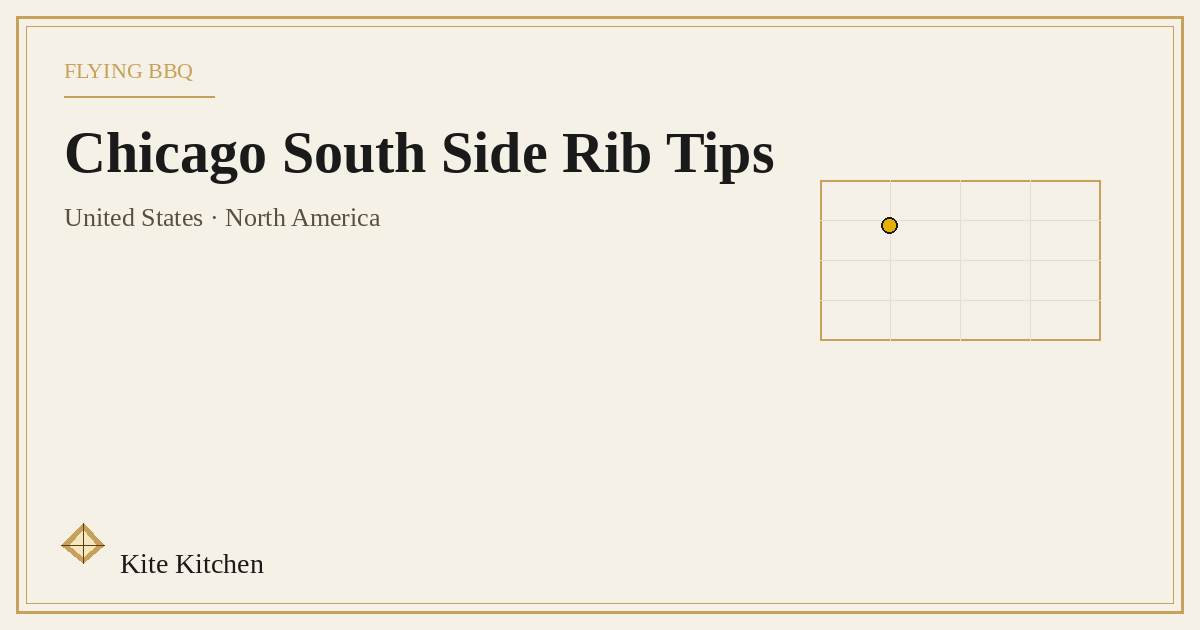 FLYING BBQ
Chicago South Side Rib Tips
United States · North America
Kite Kitchen